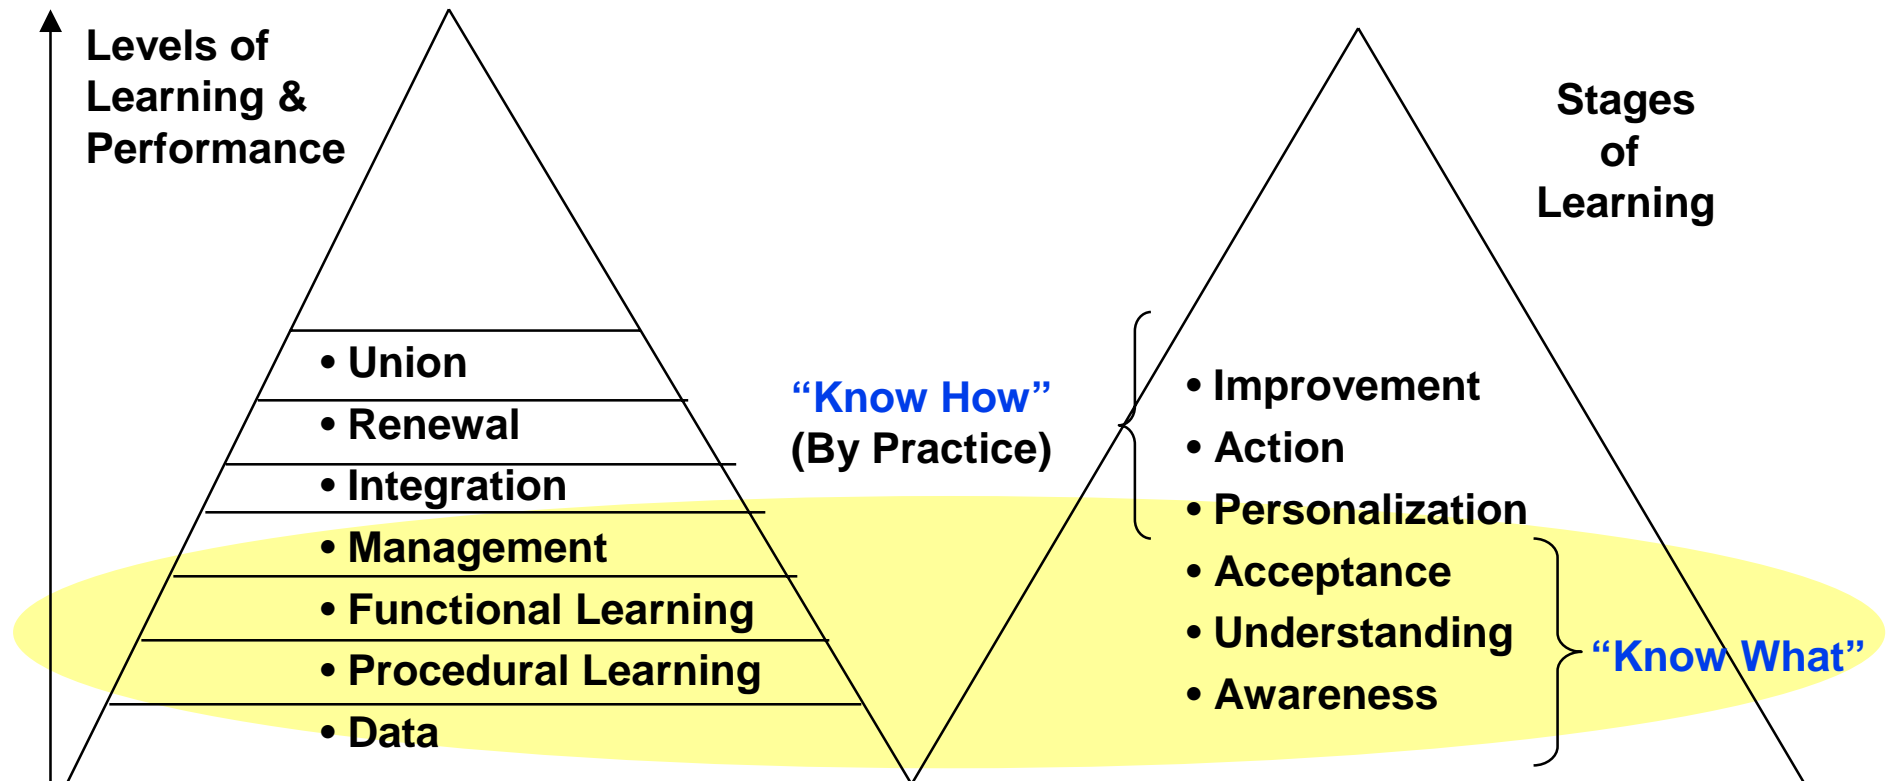 Levels of
Learning &
Performance
• Union
• Renewal
• Integration
• Management
• Functional Learning
• Procedural Learning
• Data
“Know How”
(By Practice)
Stages
of
Learning
• Improvement
• Action
• Personalization
• Acceptance
• Understanding
• Awareness
“Know What”